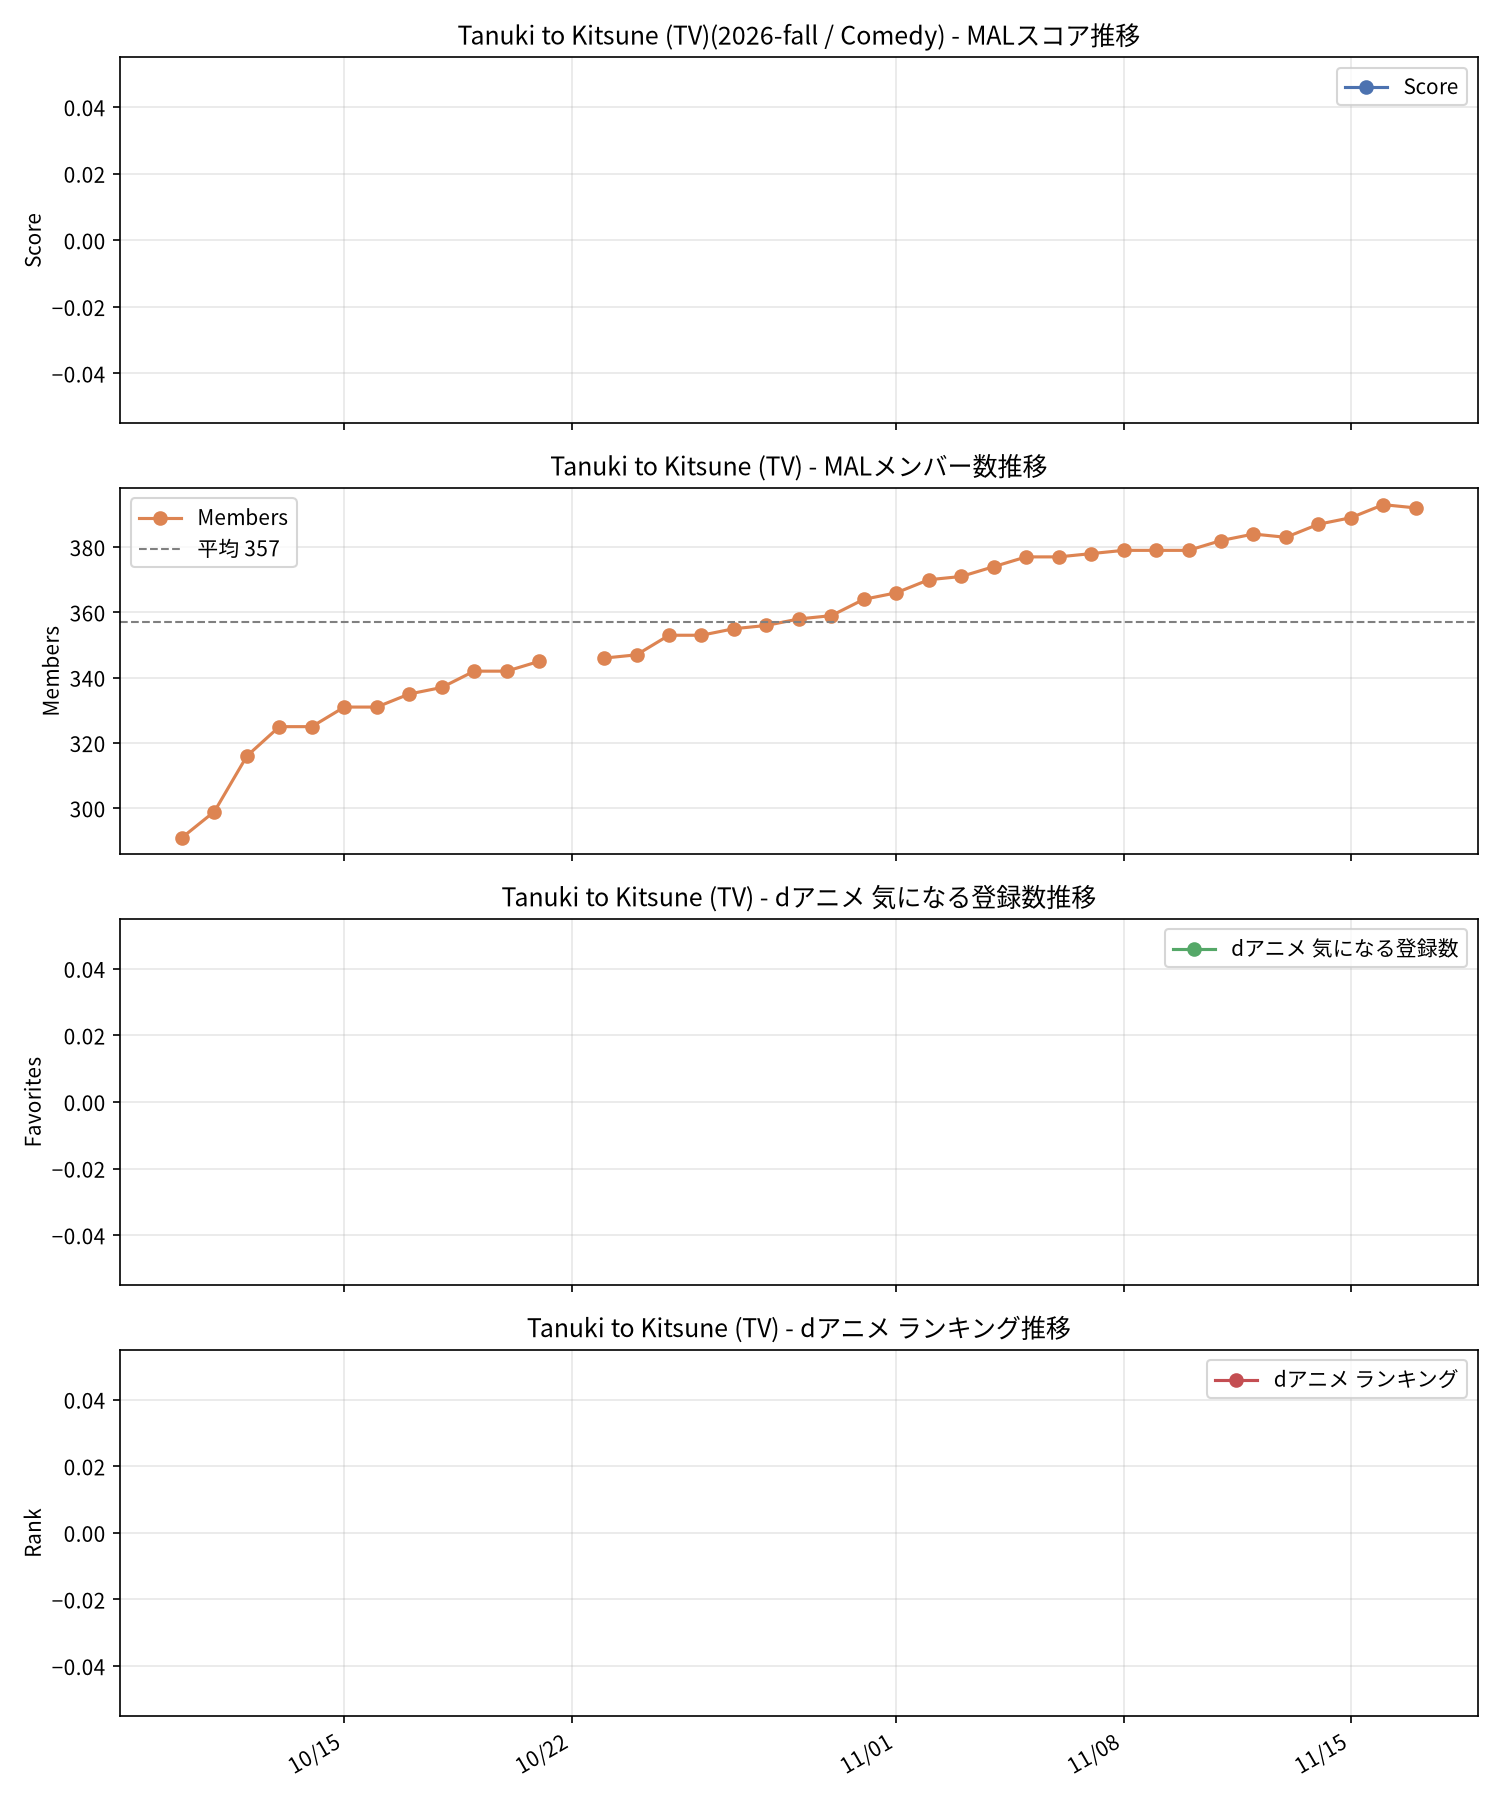 Tanuki to Kitsune (TV)(2026-fall / Comedy) - MALスコア推移
Score
0.04
0.02
0.00
−0.02
−0.04
Score
Tanuki to Kitsune (TV) - MALメンバー数推移
Members
平均 357
380
360
340
320
300
Members
Tanuki to Kitsune (TV) - dアニメ 気になる登録数推移
dアニメ 気になる登録数
0.04
0.02
0.00
−0.02
−0.04
Favorites
Tanuki to Kitsune (TV) - dアニメ ランキング推移
dアニメ ランキング
0.04
0.02
0.00
−0.02
−0.04
Rank
10/15
10/22
11/01
11/08
11/15